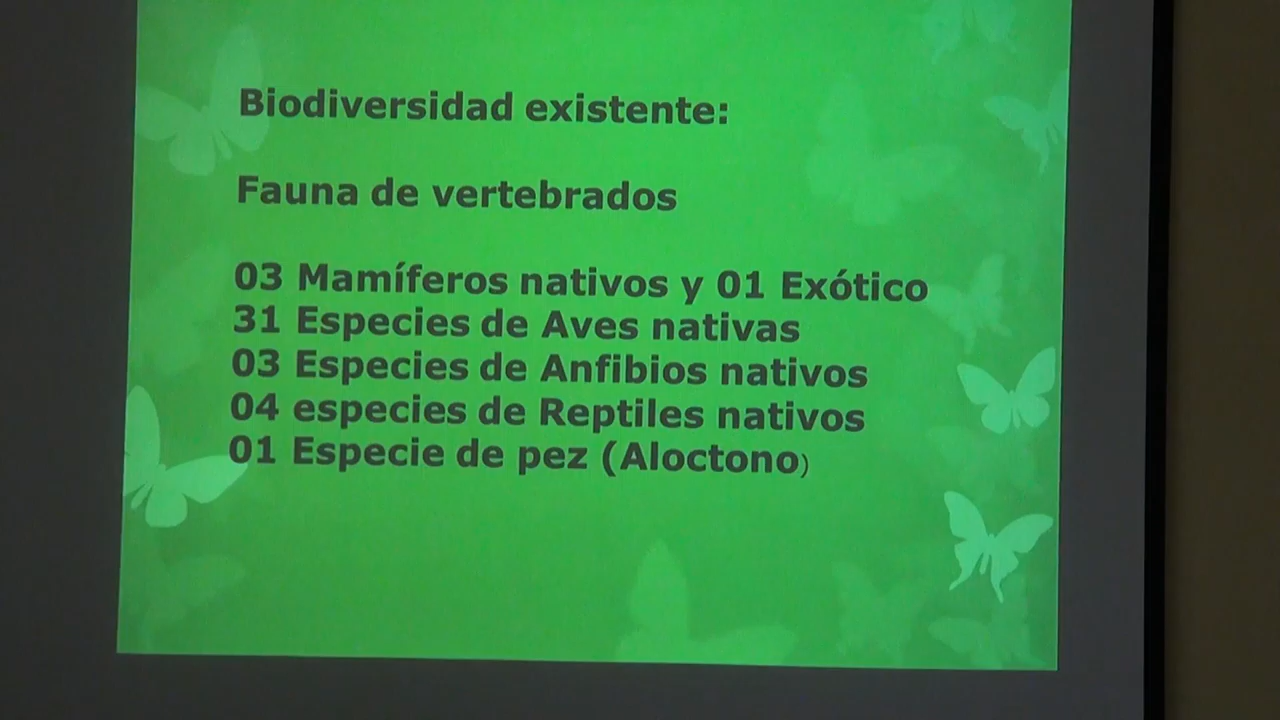 Biodiversidad existente:
Fauna de vertebrados
03 Mamíferos nativos y 01 Exótico
31 Especies de Aves nativas
03 Especies de Anfibios nativos
04 especies de Reptiles nativos
01 Especie de pez (Aloctono)